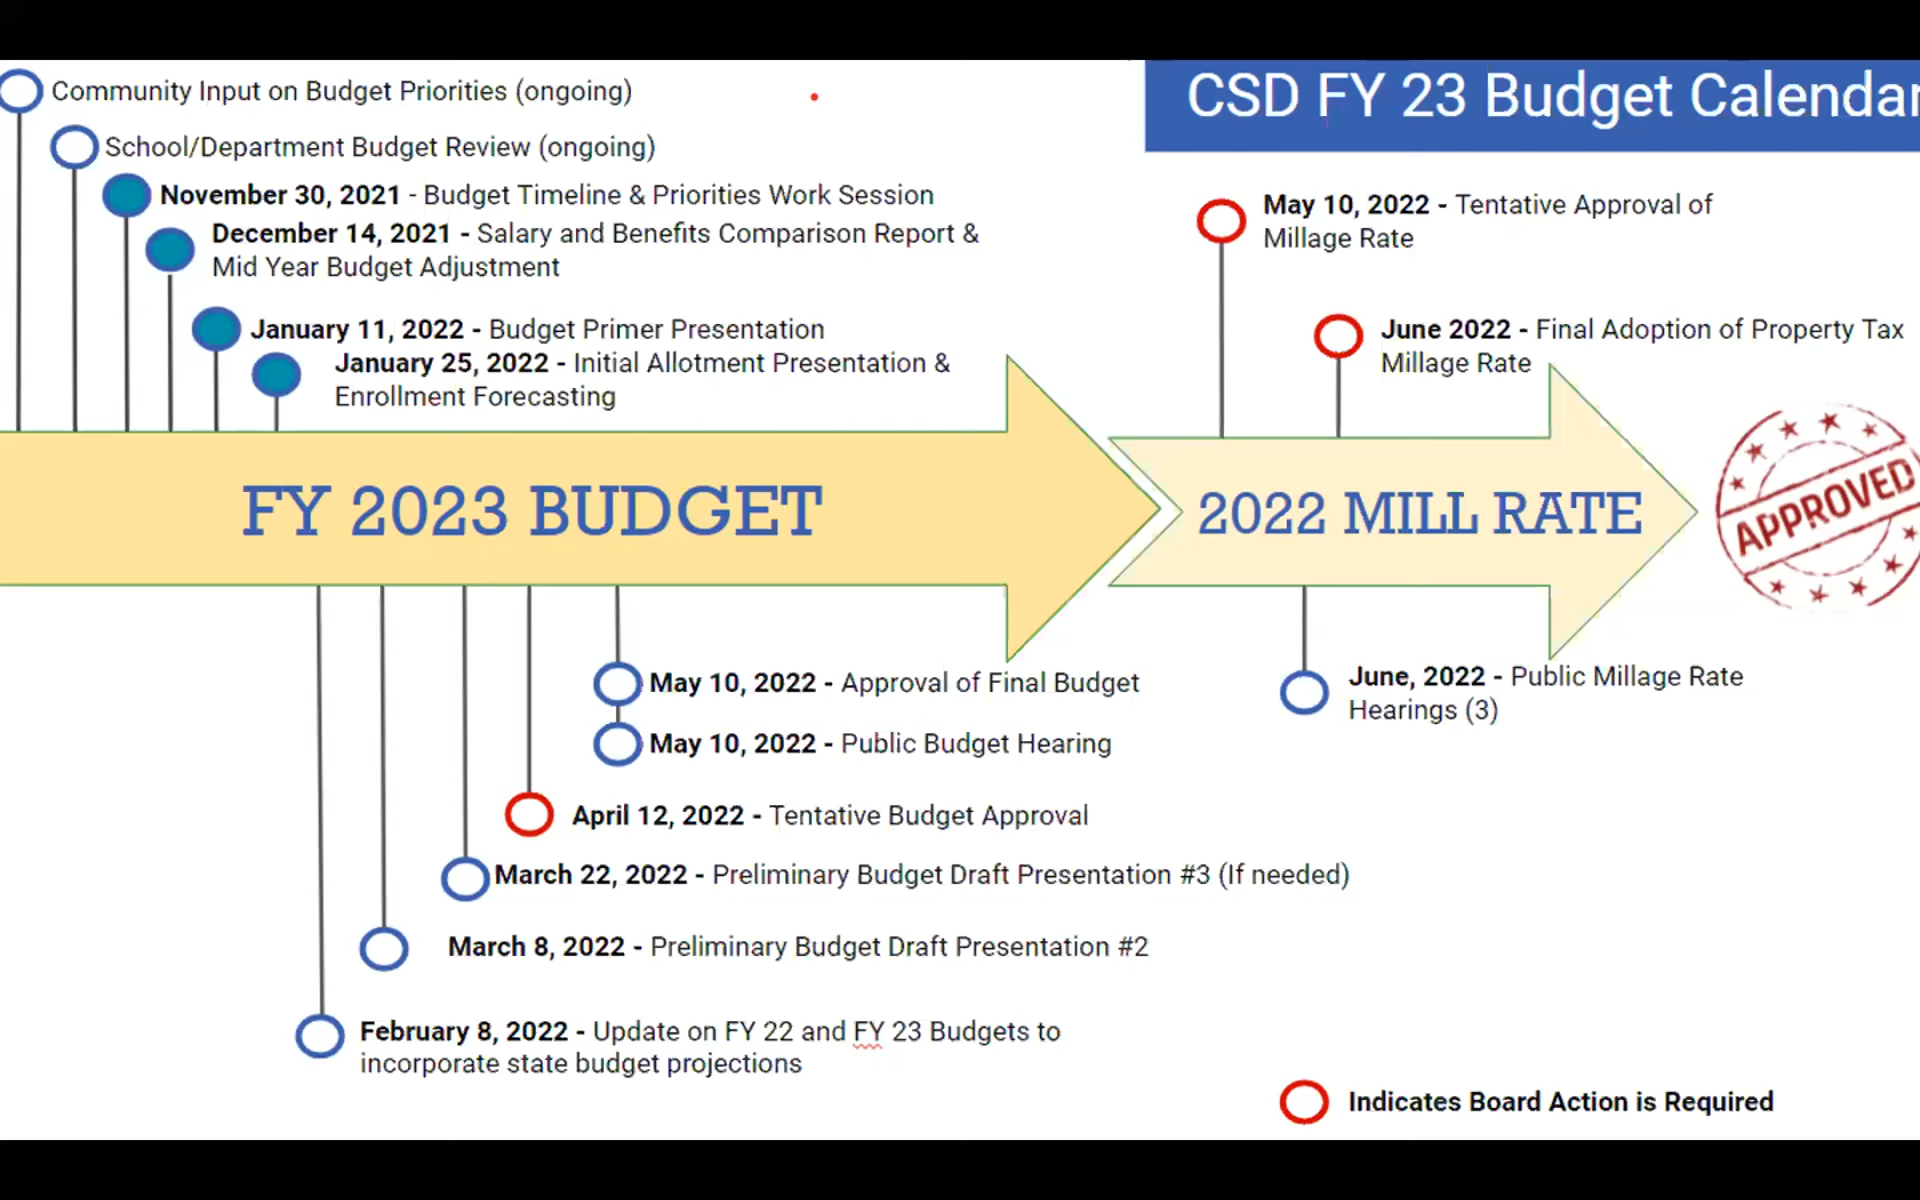 CSD FY 23 Budget Calendar
Community Input on Budget Priorities (ongoing)
School/Department Budget Review (ongoing)
November 30, 2021 - Budget Timeline & Priorities Work Session
December 14, 2021 - Salary and Benefits Comparison Report &
Mid Year Budget Adjustment
January 11, 2022 - Budget Primer Presentation
January 25, 2022 - Initial Allotment Presentation &
Enrollment Forecasting
May 10, 2022 - Tentative Approval of
Millage Rate
June 2022 - Final Adoption of Property Tax
Millage Rate
FY 2023 BUDGET
2022 MILL RATE
APPROVED
May 10, 2022 - Approval of Final Budget
May 10, 2022 - Public Budget Hearing
April 12, 2022 - Tentative Budget Approval
March 22, 2022 - Preliminary Budget Draft Presentation #3 (If needed)
March 8, 2022 - Preliminary Budget Draft Presentation #2
February 8, 2022 - Update on FY 22 and FY 23 Budgets to
incorporate state budget projections
June, 2022 - Public Millage Rate
Hearings (3)
Indicates Board Action is Required